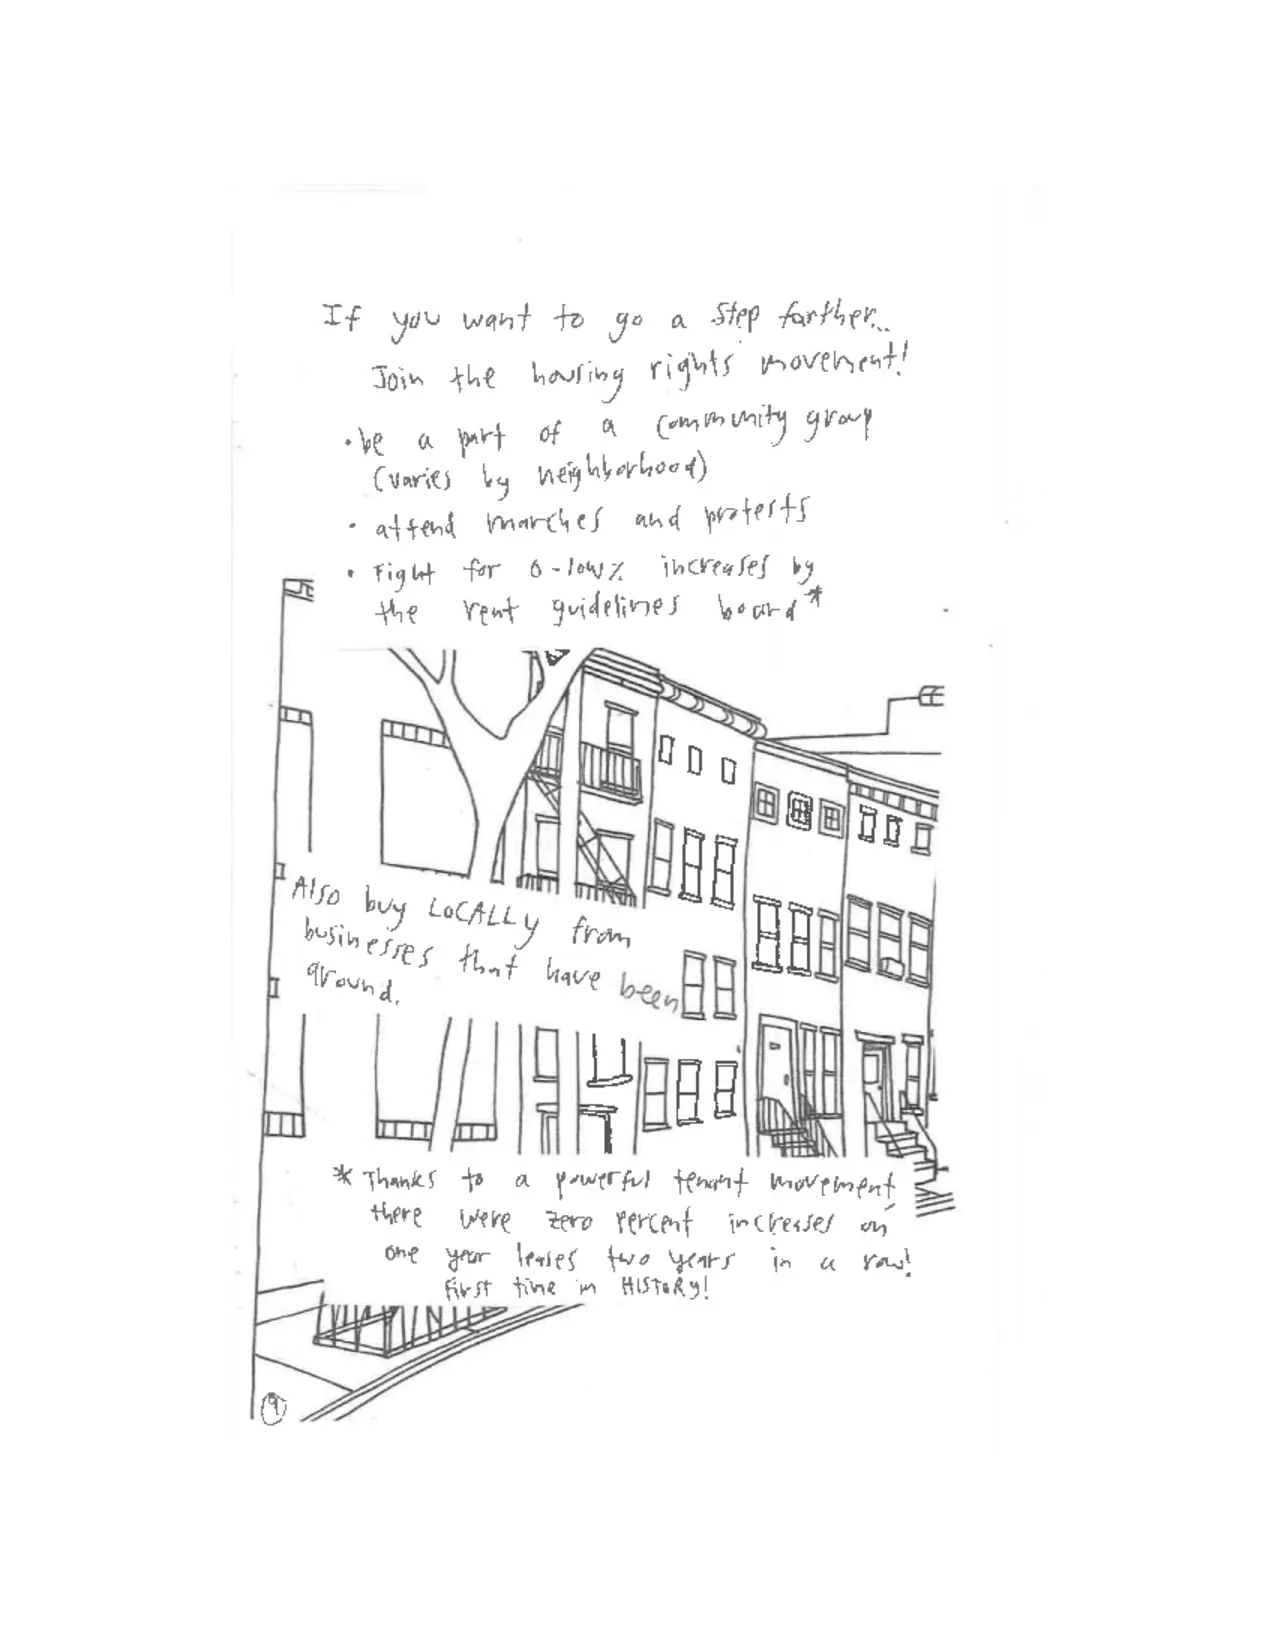 If you want to go a step farther...
Join the housing rights movement!
• be a part of a community group
(varies by neighborhood)
• attend marches and protests
• Fight for 0-low% increases by
the rent guidelines board*
Also buy LOCALLY from
businesses that have been
around.
* Thanks to a powerful tenant movement,
there were zero percent increases on
one year leases two years in a row!
First time in HISTORY!
9